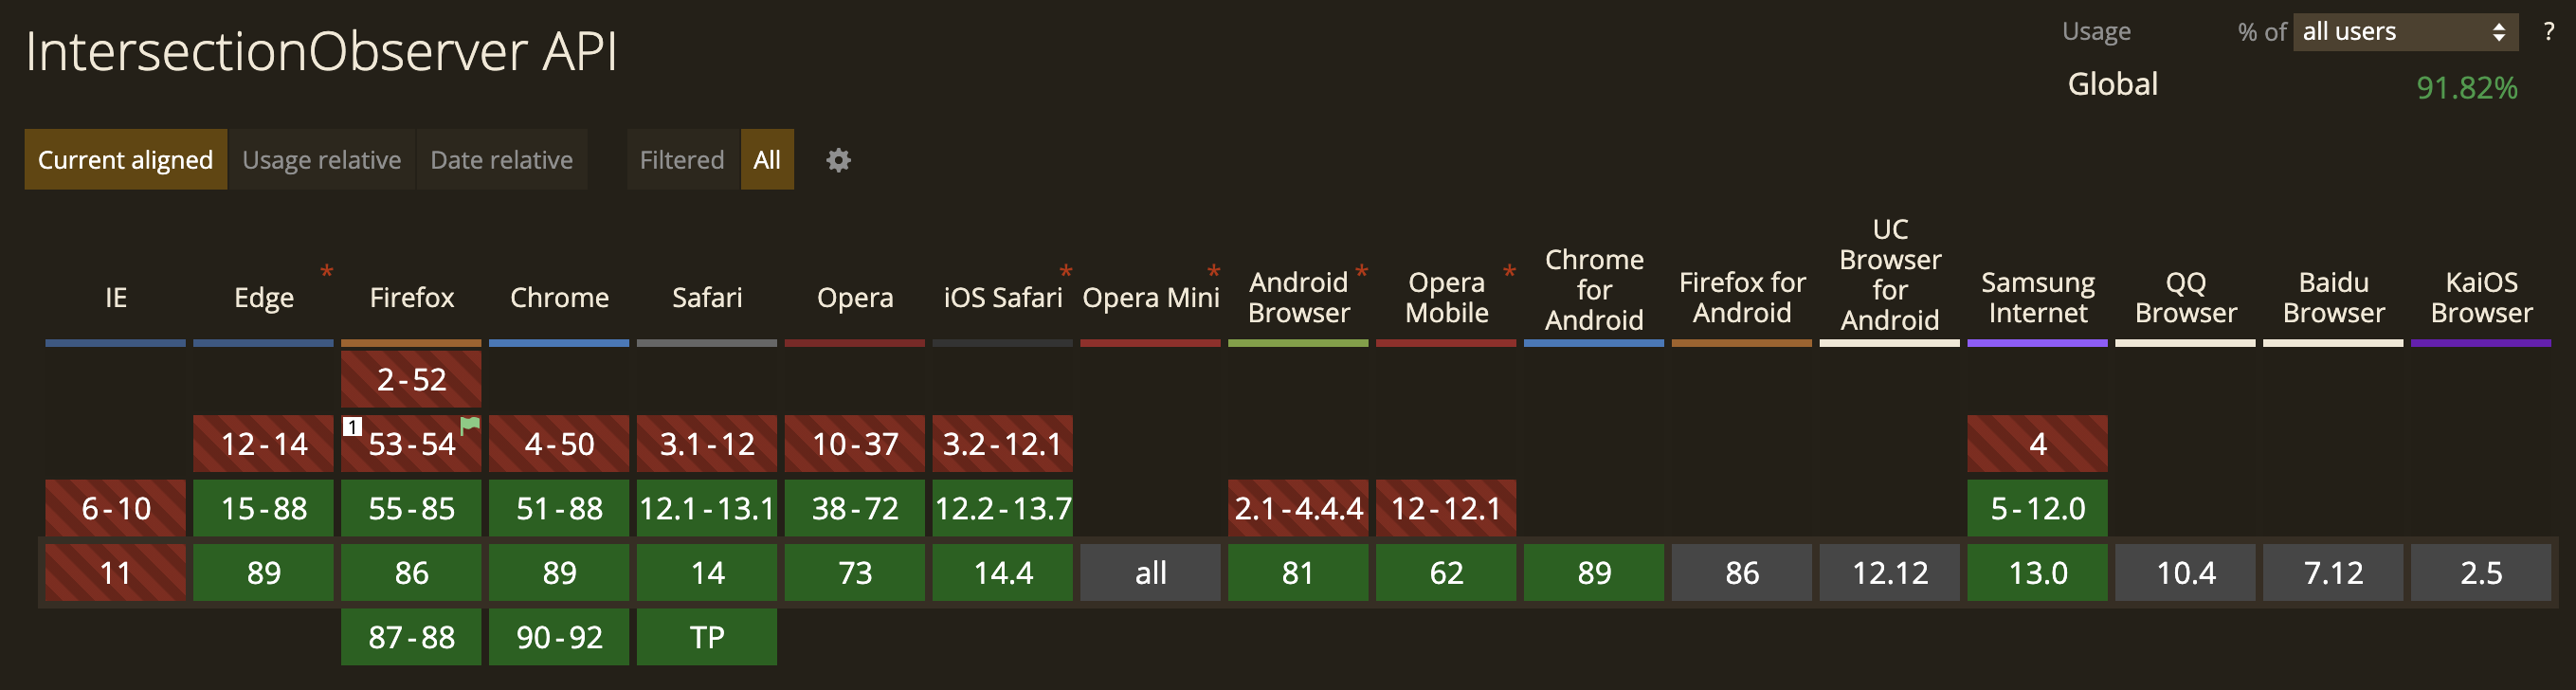 IntersectionObserver API
Usage % of all users ?
Global 91.82%
Current aligned Usage relative Date relative Filtered All
IE Edge * Firefox Chrome Safari Opera iOS Safari * Opera Mini * Android Browser * Opera Mobile * Chrome for Android Firefox for Android UC Browser for Android Samsung Internet QQ Browser Baidu Browser KaiOS Browser
2-52
12-14 1 53-54 4-50 3.1-12 10-37 3.2-12.1 4
6-10 15-88 55-85 51-88 12.1-13.1 38-72 12.2-13.7 2.1-4.4.4 12-12.1 5-12.0
11 89 86 89 14 73 14.4 all 81 62 89 86 12.12 13.0 10.4 7.12 2.5
87-88 90-92 TP